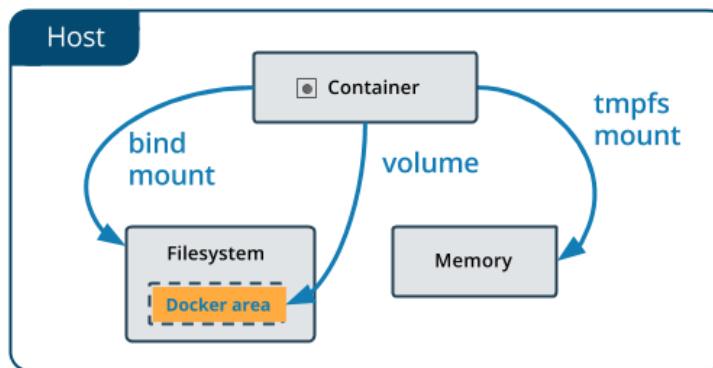 Host
Container
bind
mount
volume
tmpfs
mount
Filesystem
Docker area
Memory